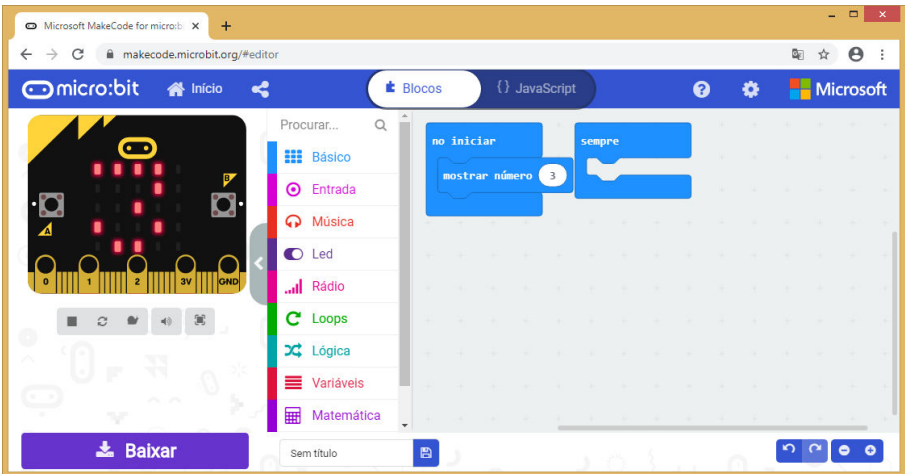 Microsoft MakeCode for micro:b
makecode.microbit.org/#editor
micro:bit
Início
Blocos
{} JavaScript
Microsoft
B
A
0
1
2
3V
GND
Baixar
Procurar...
Básico
Entrada
Música
Led
Rádio
Loops
Lógica
Variáveis
Matemática
no iniciar
mostrar número 3
sempre
Sem título